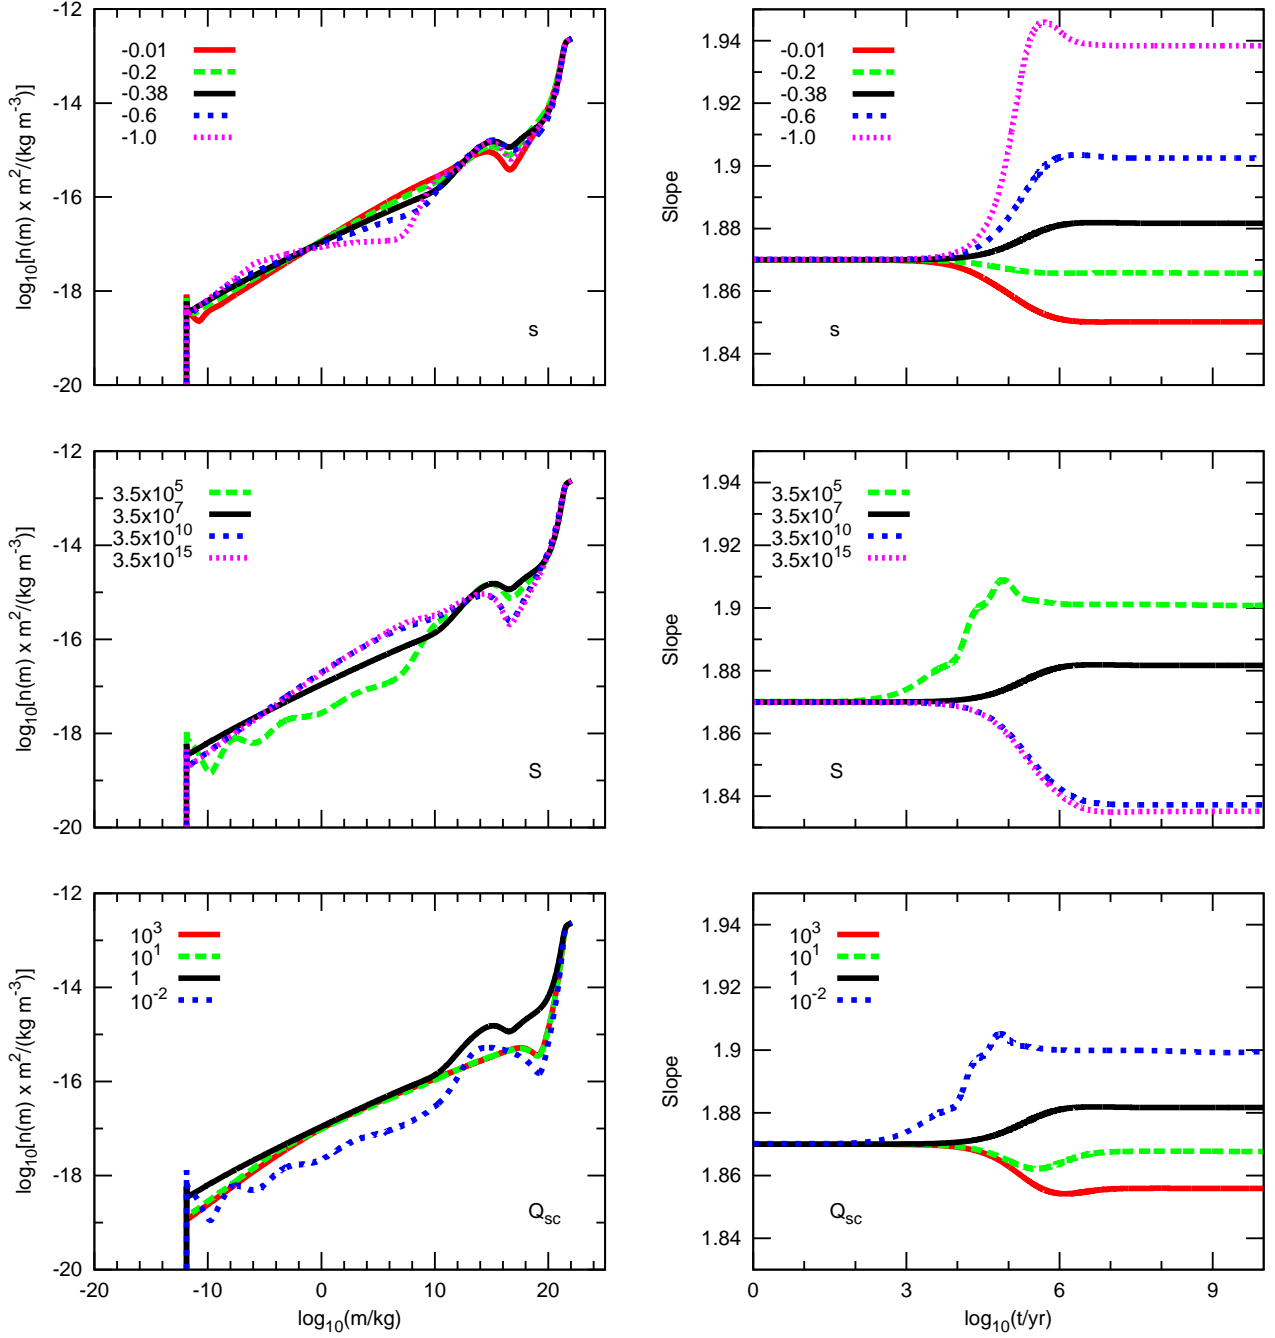 log₁₀[n(m) x m²/(kg m⁻³)]
-12
-14
-16
-18
-20
-0.01
-0.2
-0.38
-0.6
-1.0
s
Slope
1.94
1.92
1.9
1.88
1.86
1.84
-0.01
-0.2
-0.38
-0.6
-1.0
s
log₁₀[n(m) x m²/(kg m⁻³)]
-12
-14
-16
-18
-20
3.5x10⁵
3.5x10⁷
3.5x10¹⁰
3.5x10¹⁵
S
Slope
1.94
1.92
1.9
1.88
1.86
1.84
3.5x10⁵
3.5x10⁷
3.5x10¹⁰
3.5x10¹⁵
S
log₁₀[n(m) x m²/(kg m⁻³)]
-12
-14
-16
-18
-20
10³
10¹
1
10⁻²
Q_sc
-20 -10 0 10 20
log₁₀(m/kg)
Slope
1.94
1.92
1.9
1.88
1.86
1.84
10³
10¹
1
10⁻²
Q_sc
0 3 6 9
log₁₀(t/yr)